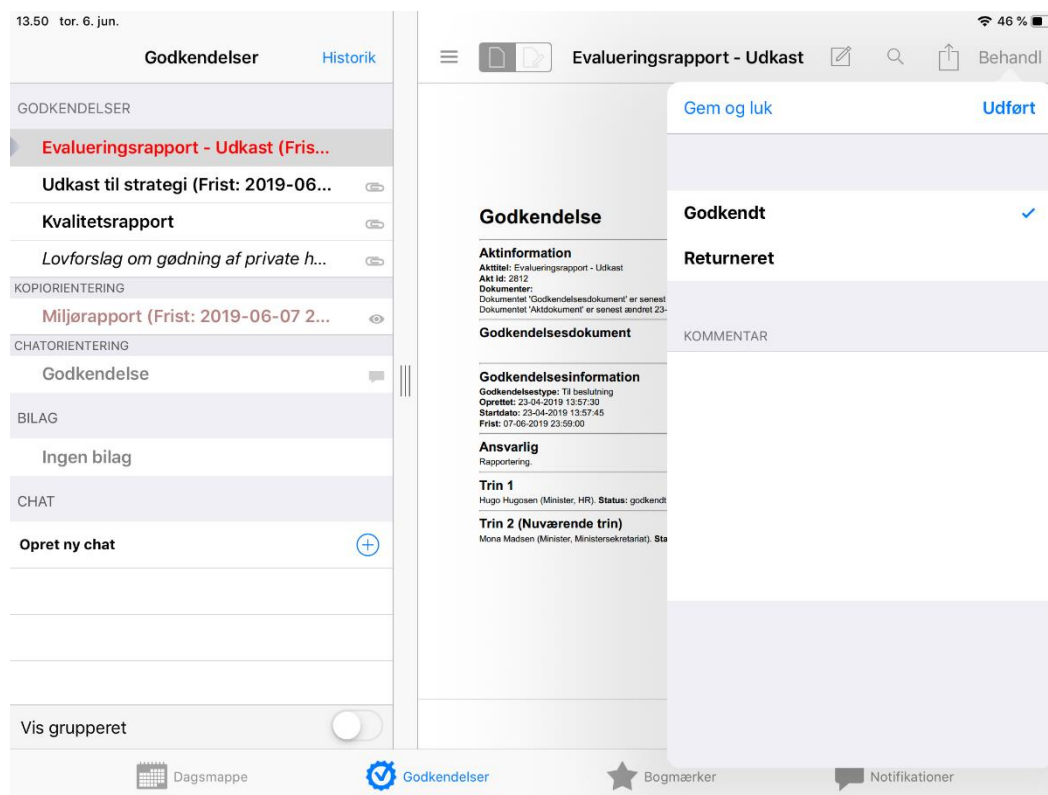 13.50 tor. 6. jun.
46 %
Godkendelser
Historik
GODKENDELSER
Evalueringsrapport - Udkast (Fris...
Udkast til strategi (Frist: 2019-06...
Kvalitetsrapport
Lovforslag om gødning af private h...
KOPIORIENTERING
Miljørapport (Frist: 2019-06-07 2...
CHATORIENTERING
Godkendelse
BILAG
Ingen bilag
CHAT
Opret ny chat
Vis grupperet
Evalueringsrapport - Udkast
Behandl
Godkendelse
Aktinformation
Akttitel: Evalueringsrapport - Udkast
Akt id: 2812
Dokumenter:
Dokumentet 'Godkendelsesdokument' er senest
Dokumentet 'Aktdokument' er senest ændret 23-
Godkendelsesdokument
Godkendelsesinformation
Godkendelsestype: Til beslutning
Oprettet: 23-04-2019 13:57:30
Startdato: 23-04-2019 13:57:45
Frist: 07-06-2019 23:59:00
Ansvarlig
Rapportering.
Trin 1
Hugo Hugosen (Minister, HR). Status: godkendt
Trin 2 (Nuværende trin)
Mona Madsen (Minister, Ministersekretariat). Sta
Gem og luk
Udført
Godkendt
Returneret
KOMMENTAR
Dagsmappe
Godkendelser
Bogmærker
Notifikationer